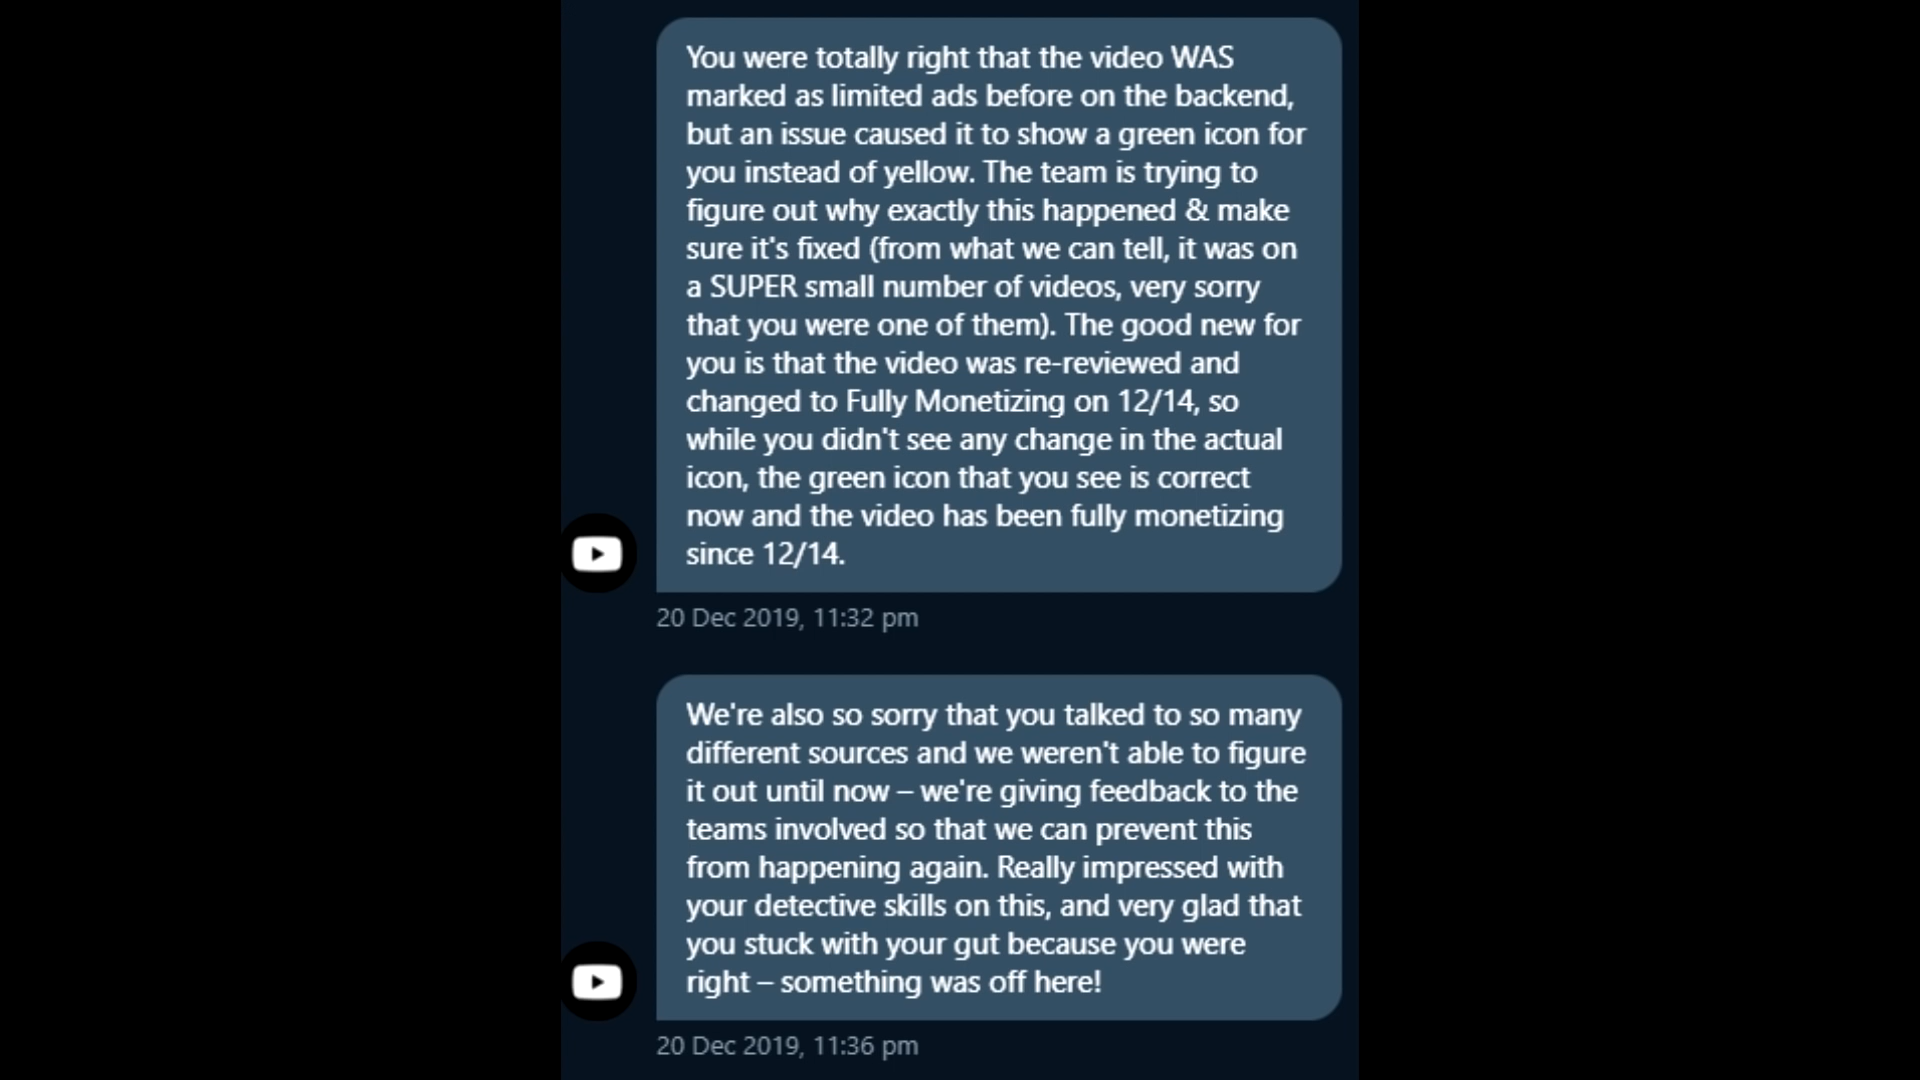 You were totally right that the video WAS
marked as limited ads before on the backend,
but an issue caused it to show a green icon for
you instead of yellow. The team is trying to
figure out why exactly this happened & make
sure it's fixed (from what we can tell, it was on
a SUPER small number of videos, very sorry
that you were one of them). The good new for
you is that the video was re-reviewed and
changed to Fully Monetizing on 12/14, so
while you didn't see any change in the actual
icon, the green icon that you see is correct
now and the video has been fully monetizing
since 12/14.
20 Dec 2019, 11:32 pm
We're also so sorry that you talked to so many
different sources and we weren't able to figure
it out until now – we're giving feedback to the
teams involved so that we can prevent this
from happening again. Really impressed with
your detective skills on this, and very glad that
you stuck with your gut because you were
right – something was off here!
20 Dec 2019, 11:36 pm